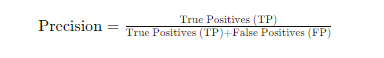 Precision = True Positives (TP) / True Positives (TP)+False Positives (FP)